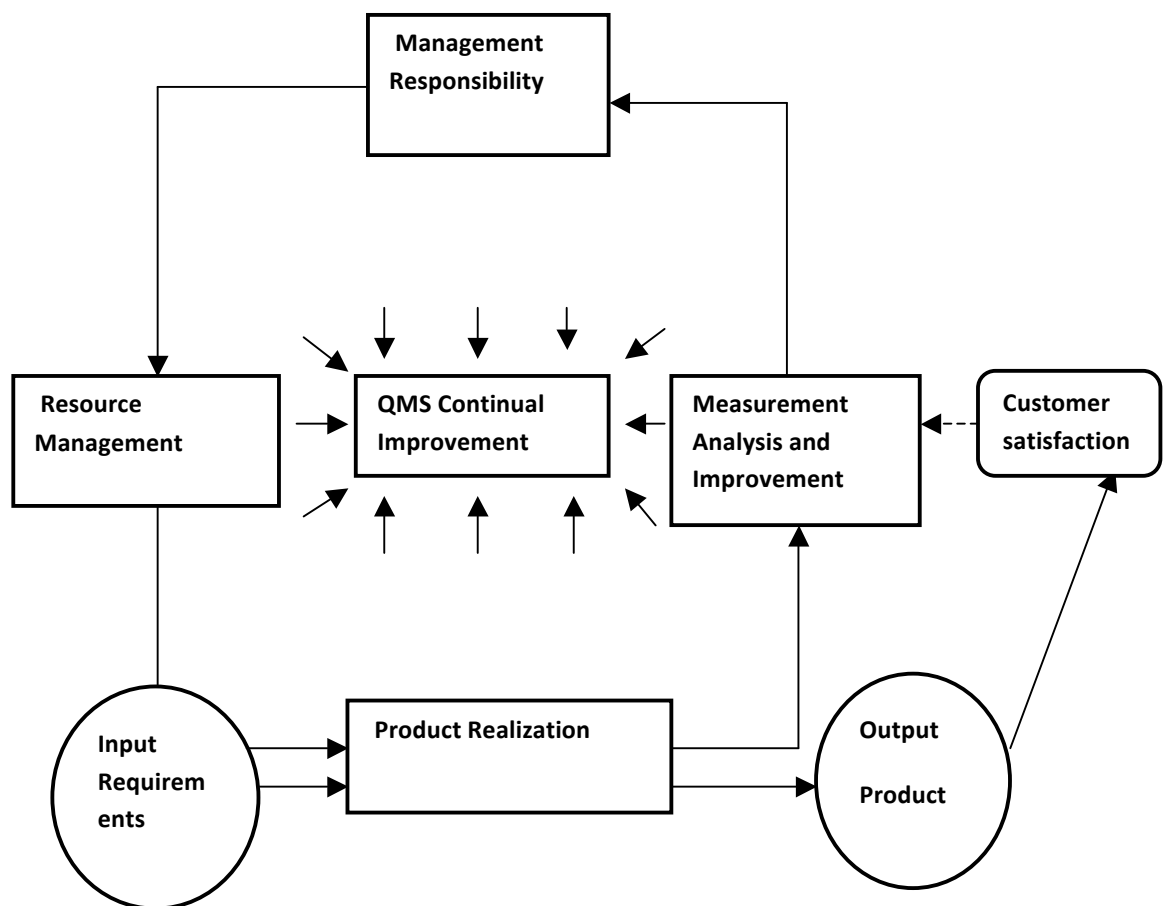 Management
Responsibility
Resource
Management
QMS Continual
Improvement
Measurement
Analysis and
Improvement
Customer
satisfaction
Input
Requirem
ents
Product Realization
Output
Product